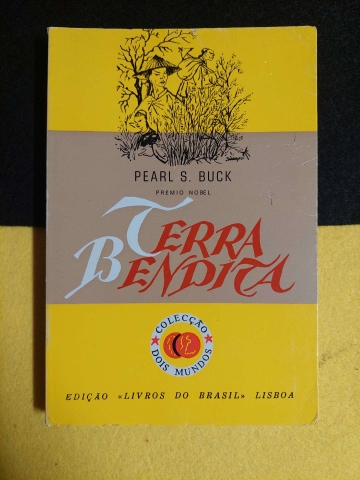 PEARL S. BUCK
PREMIO NOBEL
TERRA
BENDITA
COLECÇÃO
DOIS MUNDOS
EDIÇÃO «LIVROS DO BRASIL» LISBOA